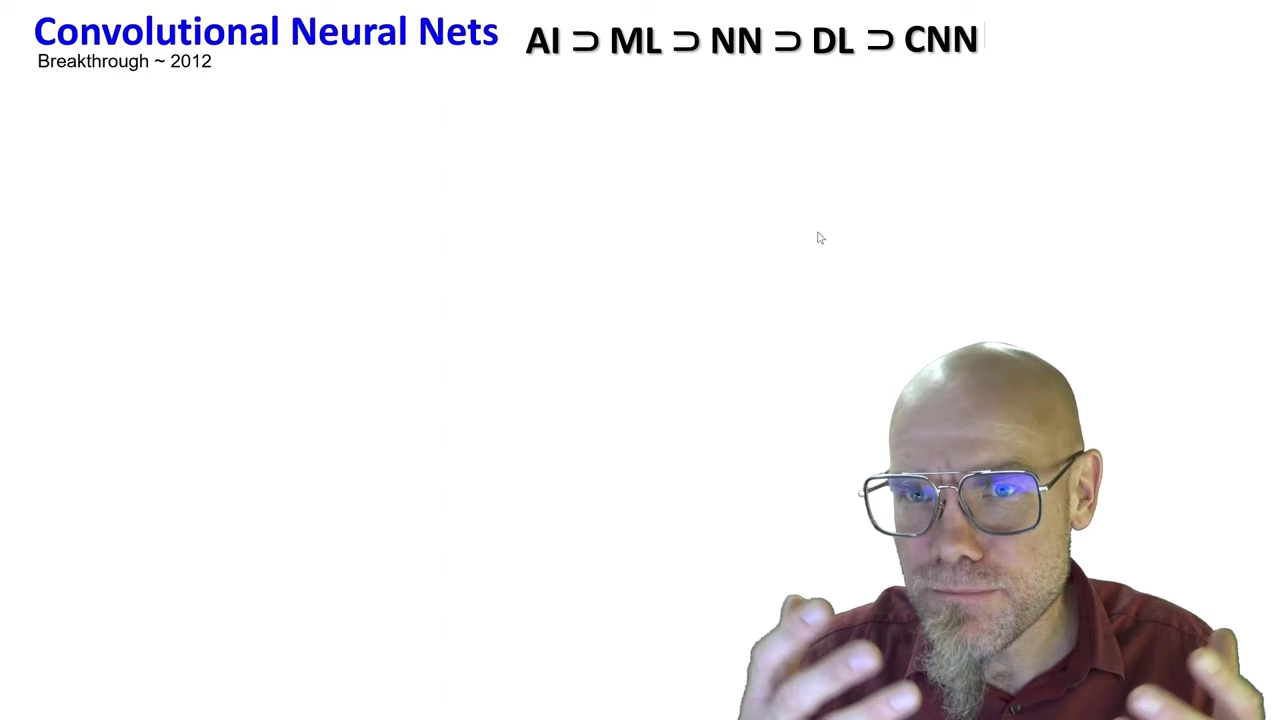 Convolutional Neural Nets
AI ⊃ ML ⊃ NN ⊃ DL ⊃ CNN
Breakthrough ~ 2012